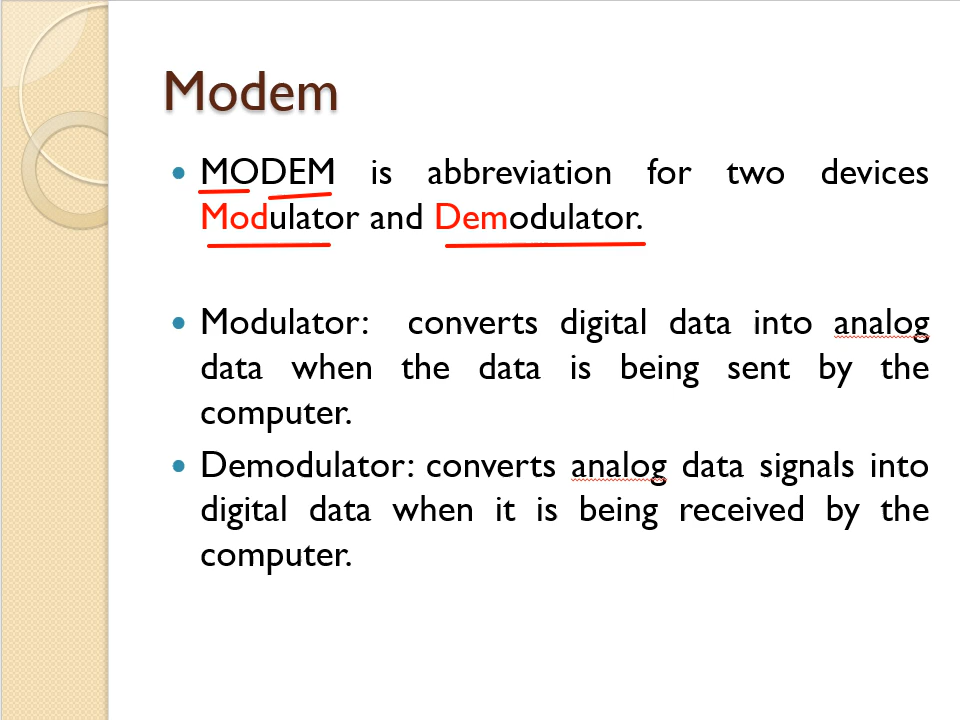 Modem
• MODEM is abbreviation for two devices
Modulator and Demodulator.
• Modulator: converts digital data into analog
data when the data is being sent by the
computer.
• Demodulator: converts analog data signals into
digital data when it is being received by the
computer.